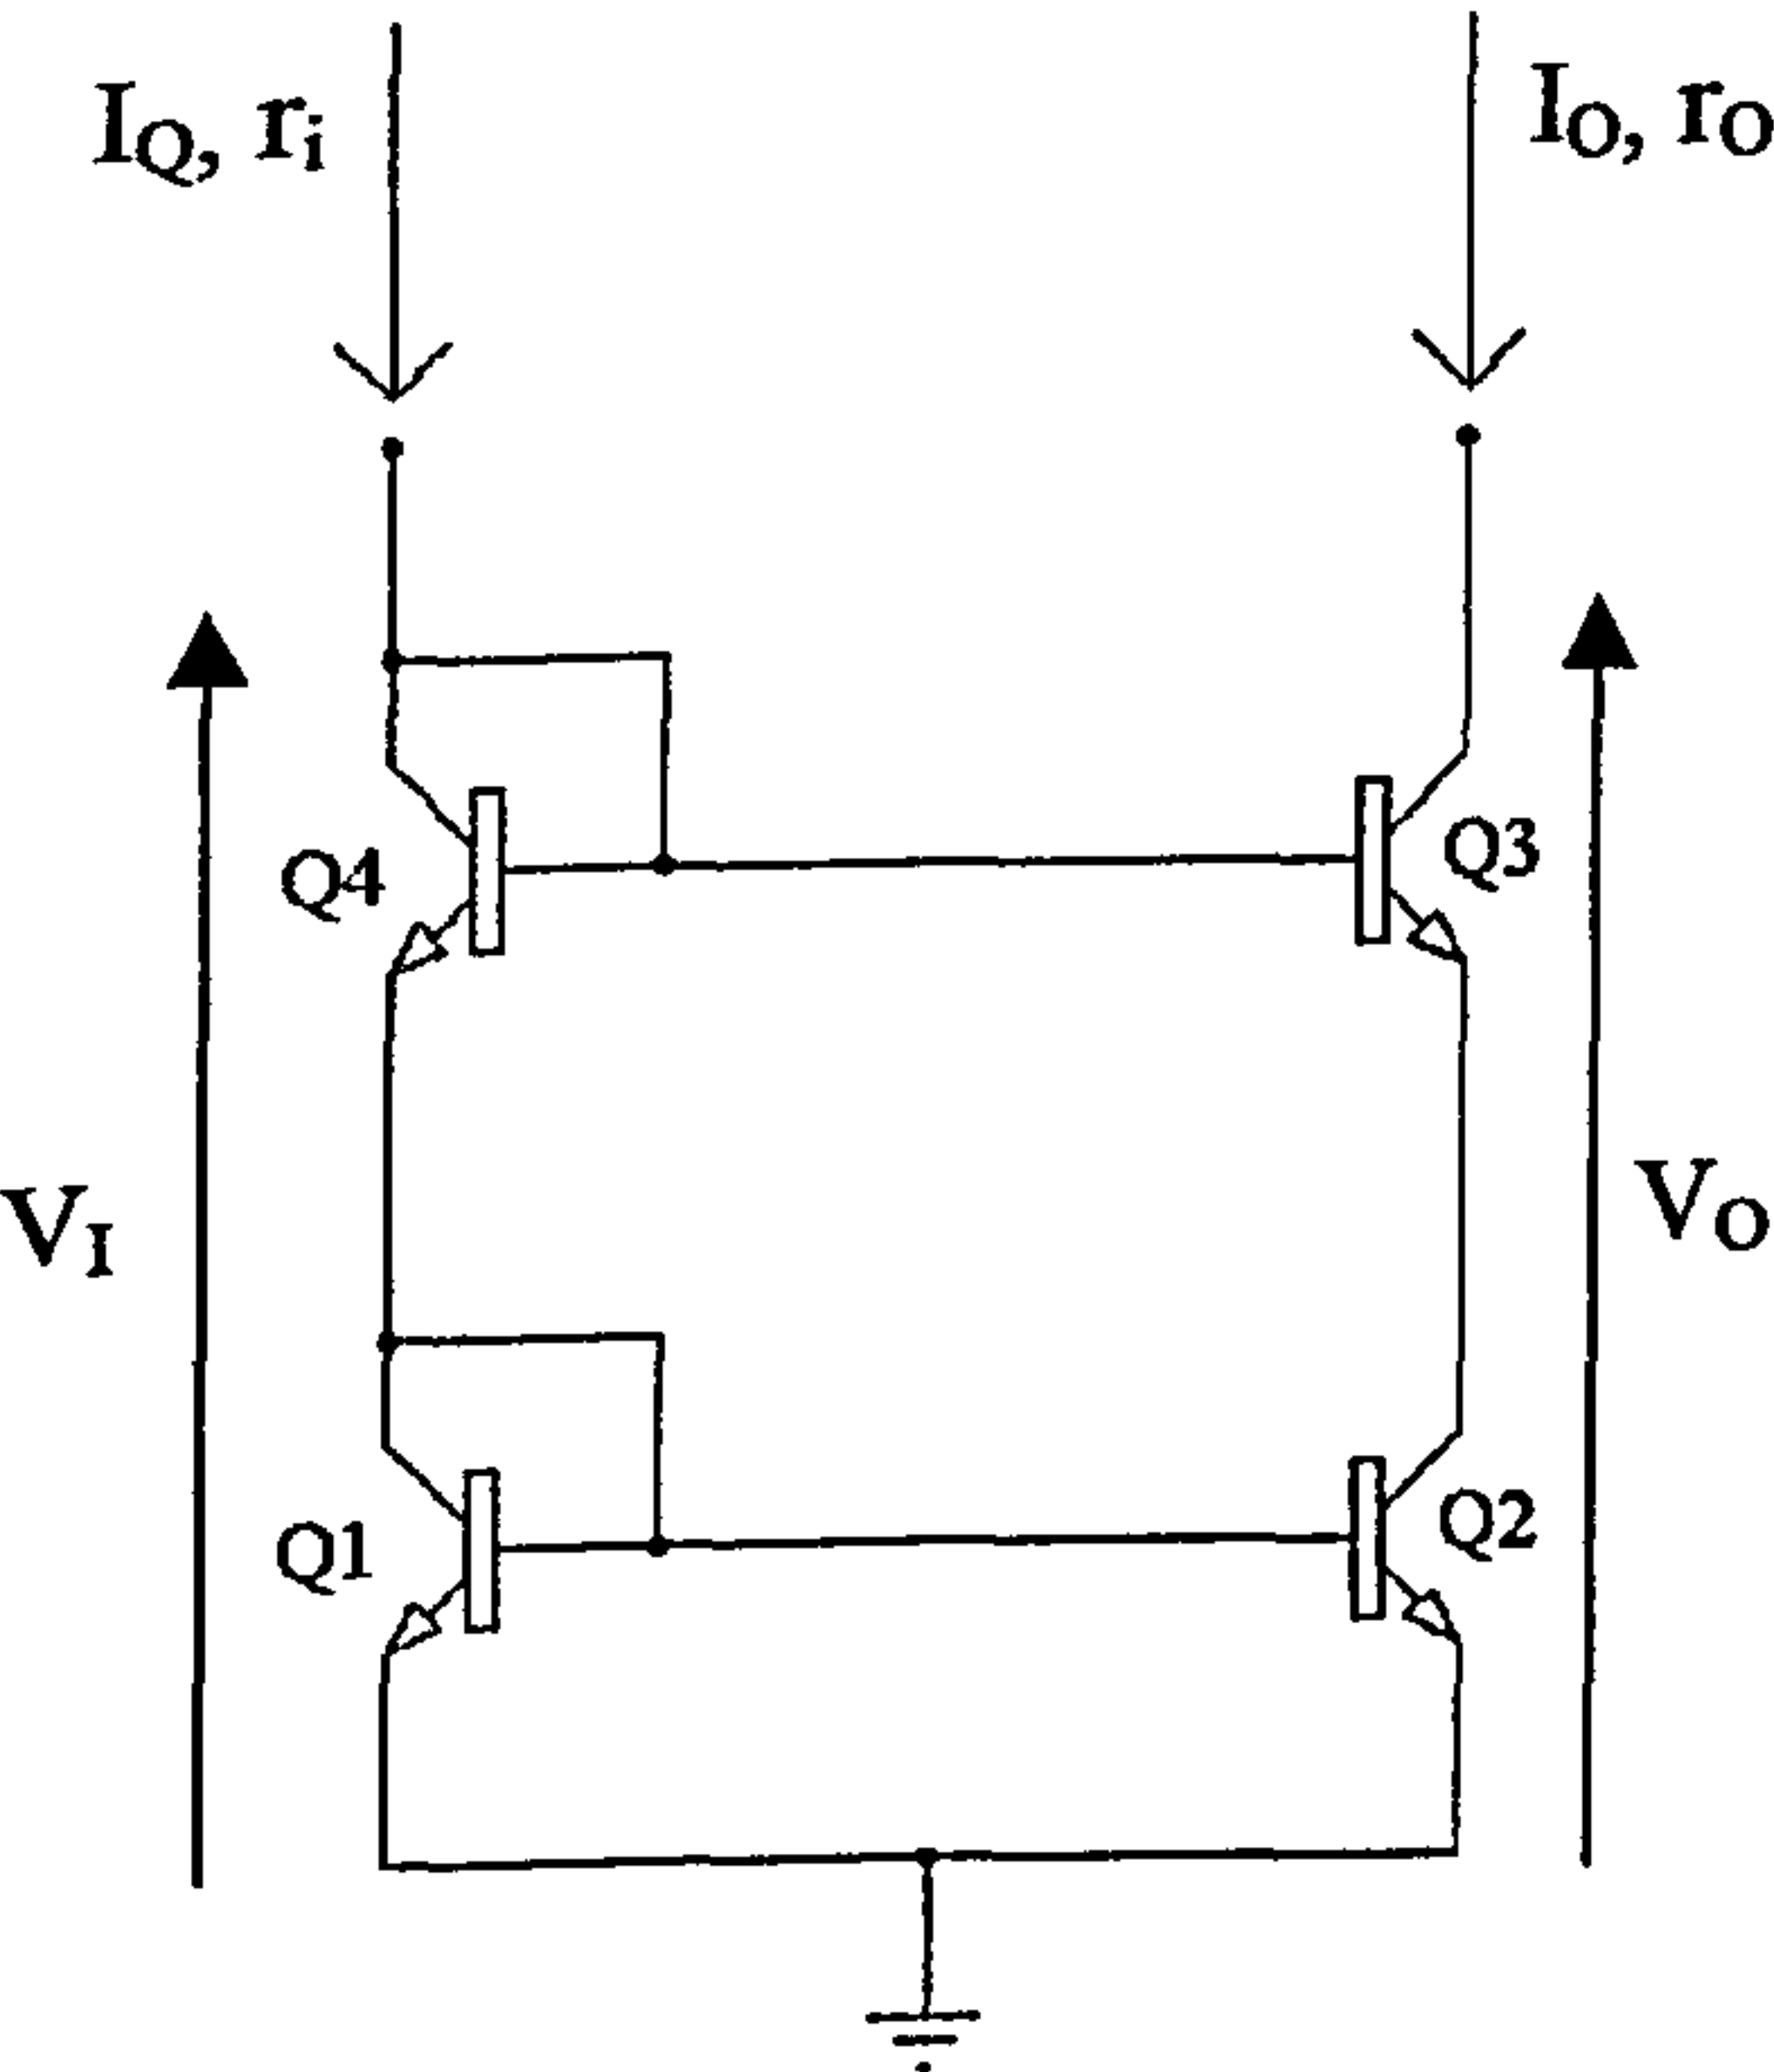 I_Q, r_i
I_O, r_O
Q4
Q3
V_I
V_O
Q1
Q2